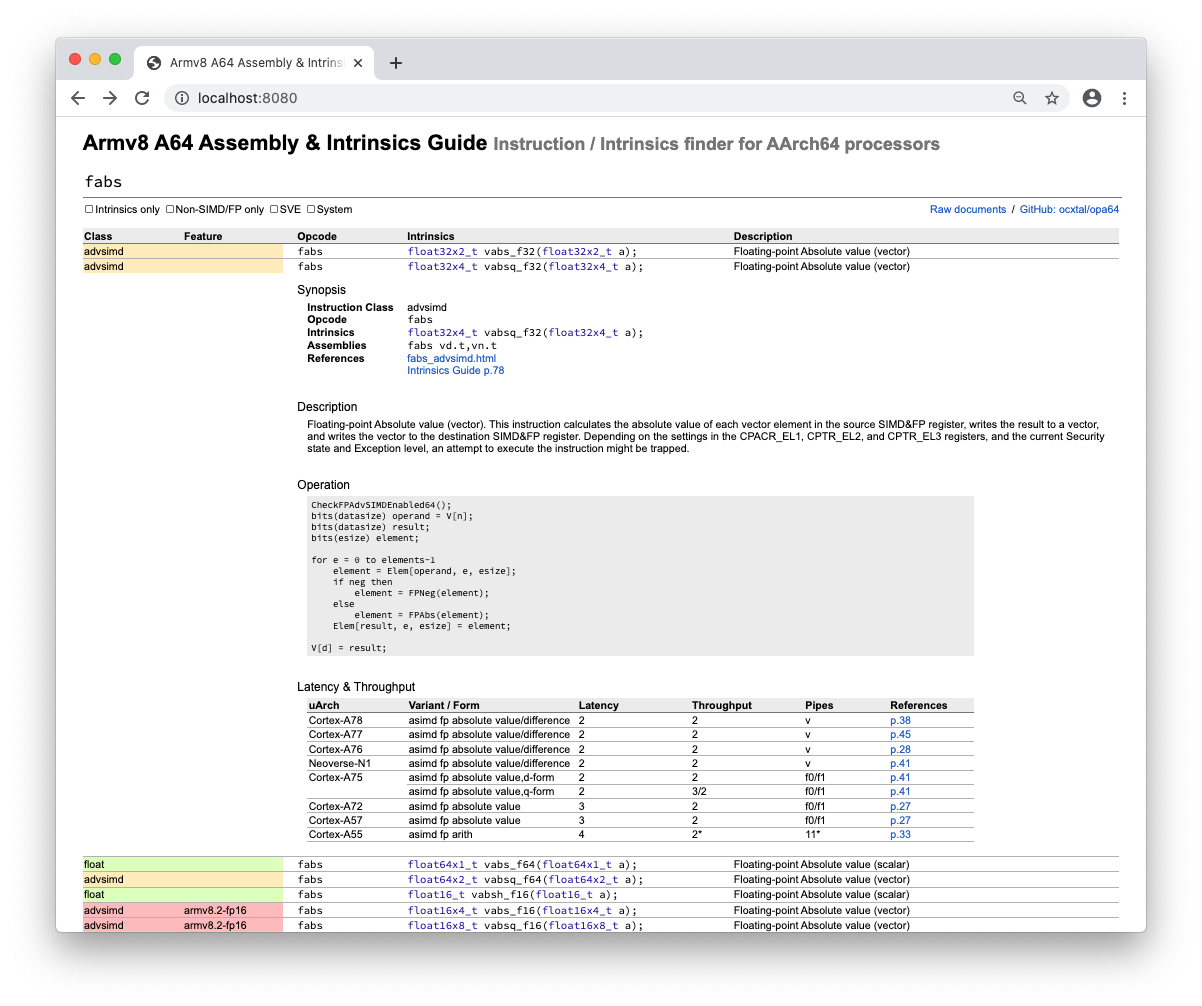 Armv8 A64 Assembly & Intrins
localhost:8080
Armv8 A64 Assembly & Intrinsics Guide Instruction / Intrinsics finder for AArch64 processors
fabs
Intrinsics only Non-SIMD/FP only SVE System Raw documents / GitHub: ocxtal/opa64
Class Feature Opcode Intrinsics Description
advsimd fabs float32x2_t vabs_f32(float32x2_t a); Floating-point Absolute value (vector)
advsimd fabs float32x4_t vabsq_f32(float32x4_t a); Floating-point Absolute value (vector)
Synopsis
Instruction Class advsimd
Opcode fabs
Intrinsics float32x4_t vabsq_f32(float32x4_t a);
Assemblies fabs vd.t,vn.t
References fabs_advsimd.html
Intrinsics Guide p.78
Description
Floating-point Absolute value (vector). This instruction calculates the absolute value of each vector element in the source SIMD&FP register, writes the result to a vector,
and writes the vector to the destination SIMD&FP register. Depending on the settings in the CPACR_EL1, CPTR_EL2, and CPTR_EL3 registers, and the current Security
state and Exception level, an attempt to execute the instruction might be trapped.
Operation
CheckFPAdvSIMDEnabled64();
bits(datasize) operand = V[n];
bits(datasize) result;
bits(esize) element;
for e = 0 to elements-1
element = Elem[operand, e, esize];
if neg then
element = FPNeg(element);
else
element = FPAbs(element);
Elem[result, e, esize] = element;
V[d] = result;
Latency & Throughput
uArch Variant / Form Latency Throughput Pipes References
Cortex-A78 asimd fp absolute value/difference 2 2 v p.38
Cortex-A77 asimd fp absolute value/difference 2 2 v p.45
Cortex-A76 asimd fp absolute value/difference 2 2 v p.28
Neoverse-N1 asimd fp absolute value/difference 2 2 v p.41
Cortex-A75 asimd fp absolute value,d-form 2 2 f0/f1 p.41
asimd fp absolute value,q-form 2 3/2 f0/f1 p.41
Cortex-A72 asimd fp absolute value 3 2 f0/f1 p.27
Cortex-A57 asimd fp absolute value 3 2 f0/f1 p.27
Cortex-A55 asimd fp arith 4 2* 11* p.33
float fabs float64x1_t vabs_f64(float64x1_t a); Floating-point Absolute value (scalar)
advsimd fabs float64x2_t vabsq_f64(float64x2_t a); Floating-point Absolute value (vector)
float fabs float16_t vabsh_f16(float16_t a); Floating-point Absolute value (scalar)
advsimd armv8.2-fp16 fabs float16x4_t vabs_f16(float16x4_t a); Floating-point Absolute value (vector)
advsimd armv8.2-fp16 fabs float16x8_t vabsq_f16(float16x8_t a); Floating-point Absolute value (vector)